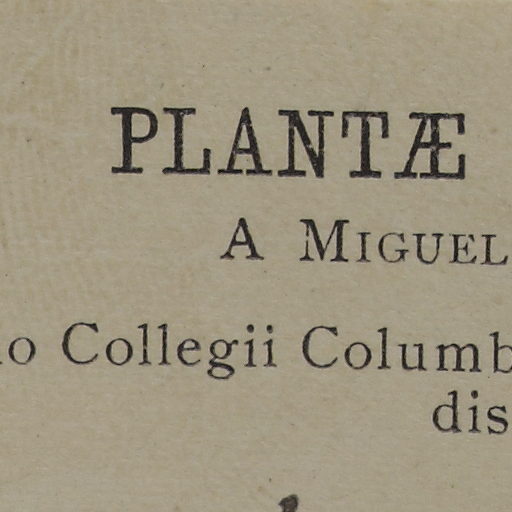 PLANTÆ
A MIGUEL
o Collegii Columb
dis